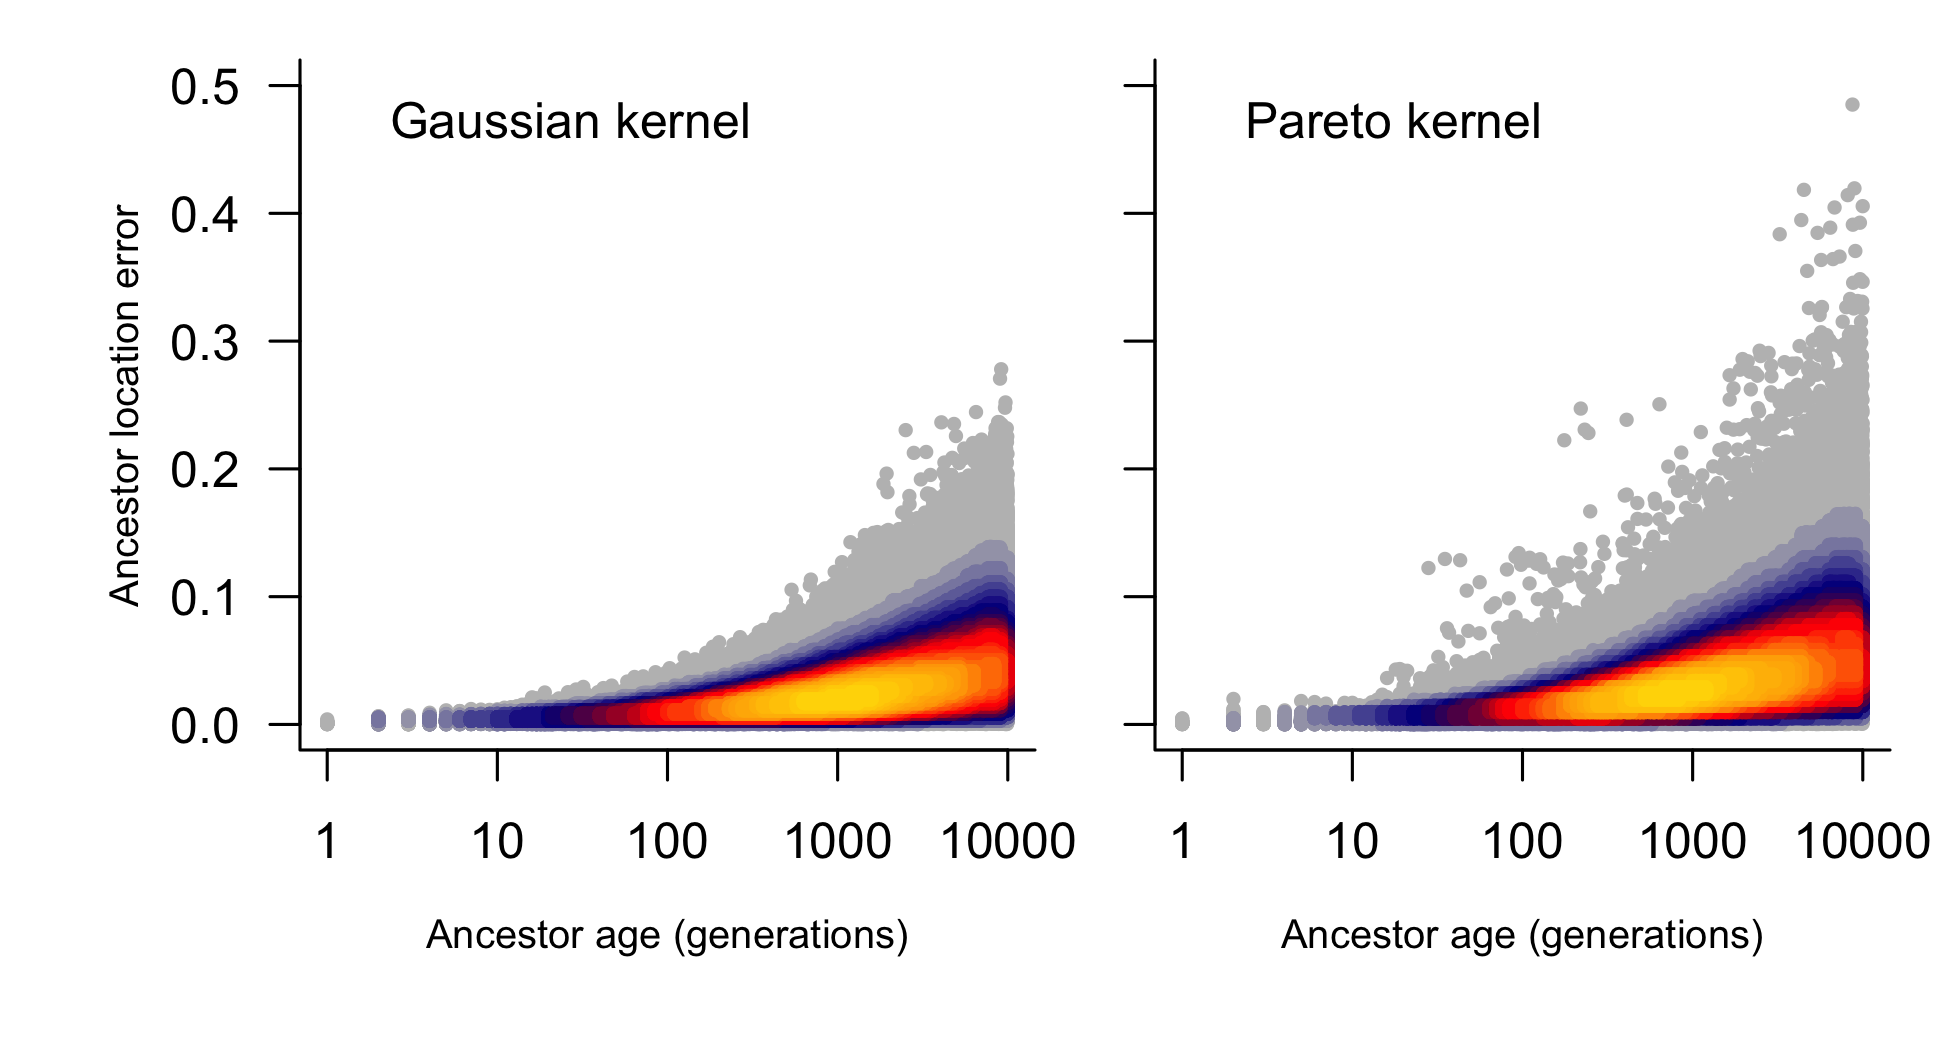 Gaussian kernel
Pareto kernel
Ancestor location error
0.5
0.4
0.3
0.2
0.1
0.0
1 10 100 1000 10000
1 10 100 1000 10000
Ancestor age (generations)
Ancestor age (generations)